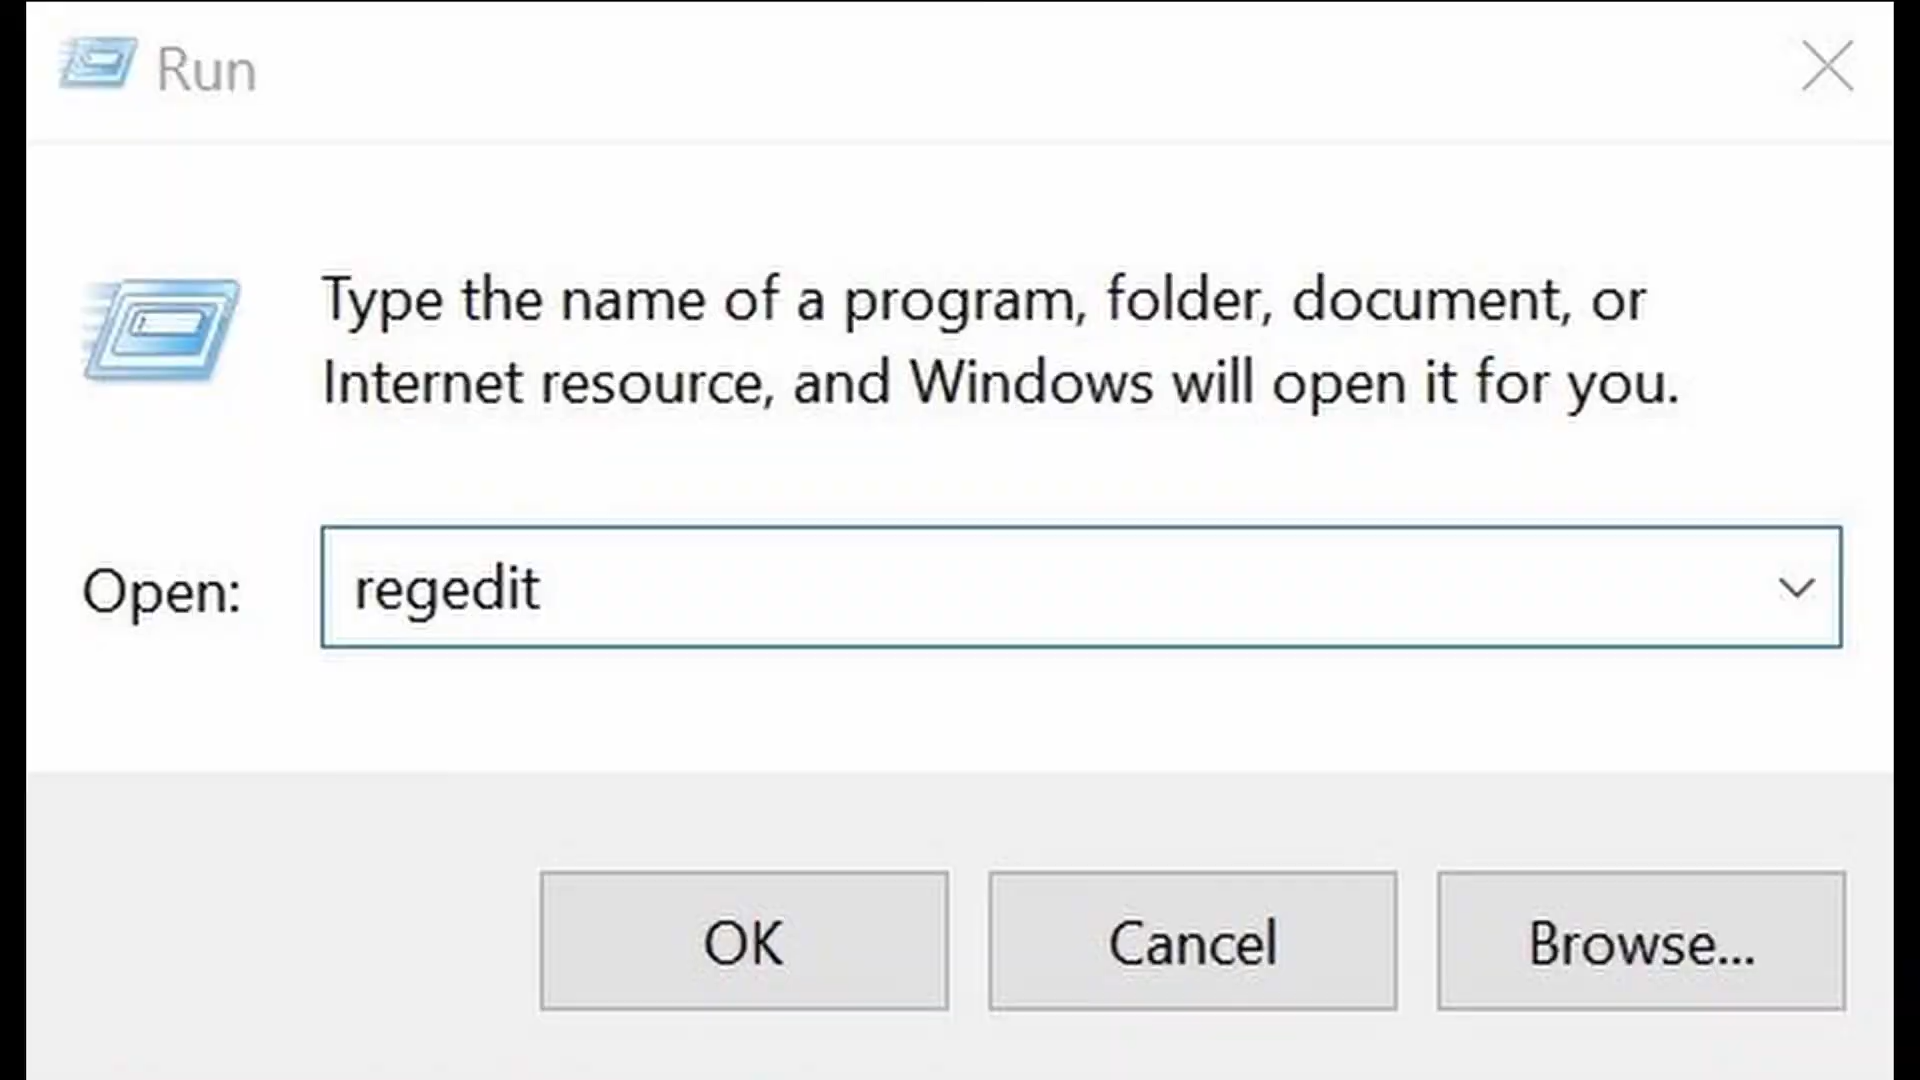 Run
Type the name of a program, folder, document, or
Internet resource, and Windows will open it for you.
Open:
regedit
OK
Cancel
Browse...